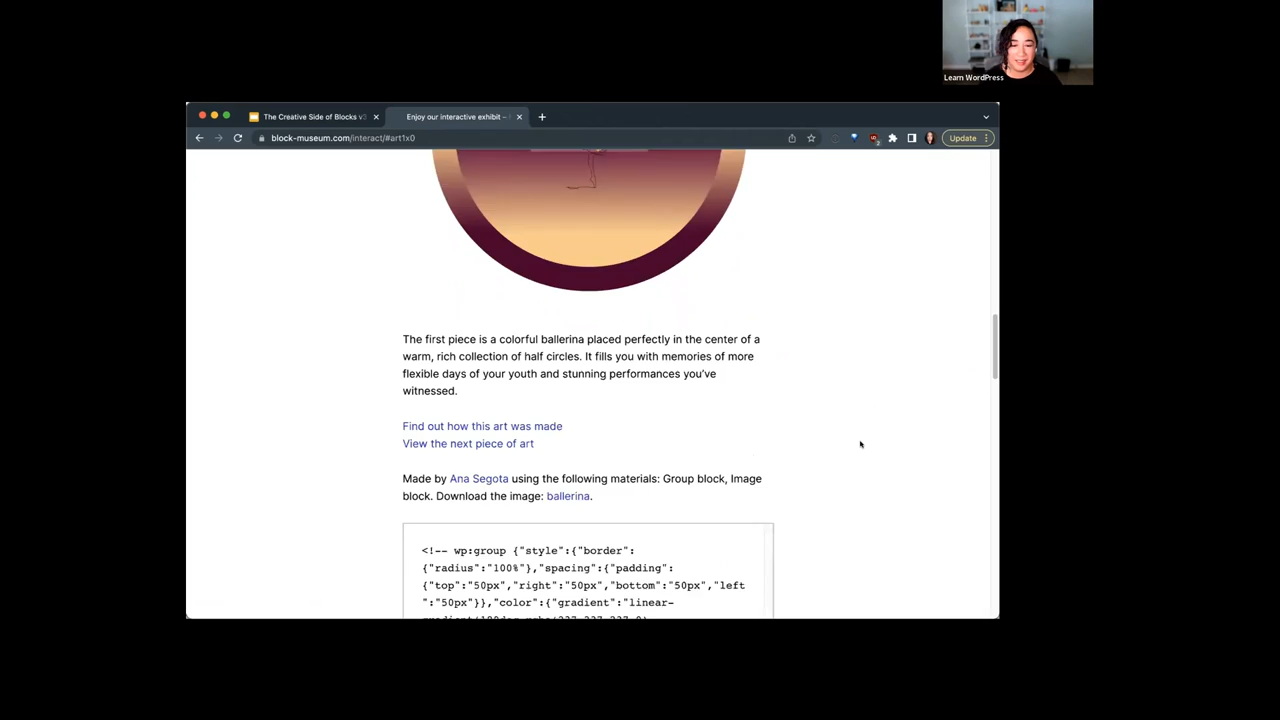 Learn WordPress
The Creative Side of Blocks v3
Enjoy our interactive exhibit –
block-museum.com/interact/#art1x0
Update
The first piece is a colorful ballerina placed perfectly in the center of a
warm, rich collection of half circles. It fills you with memories of more
flexible days of your youth and stunning performances you've
witnessed.
Find out how this art was made
View the next piece of art
Made by Ana Segota using the following materials: Group block, Image
block. Download the image: ballerina.
<!-- wp:group {"style":{"border":
{"radius":"100%"},"spacing":{"padding":
{"top":"50px","right":"50px","bottom":"50px","left
":"50px"}},"color":{"gradient":"linear-